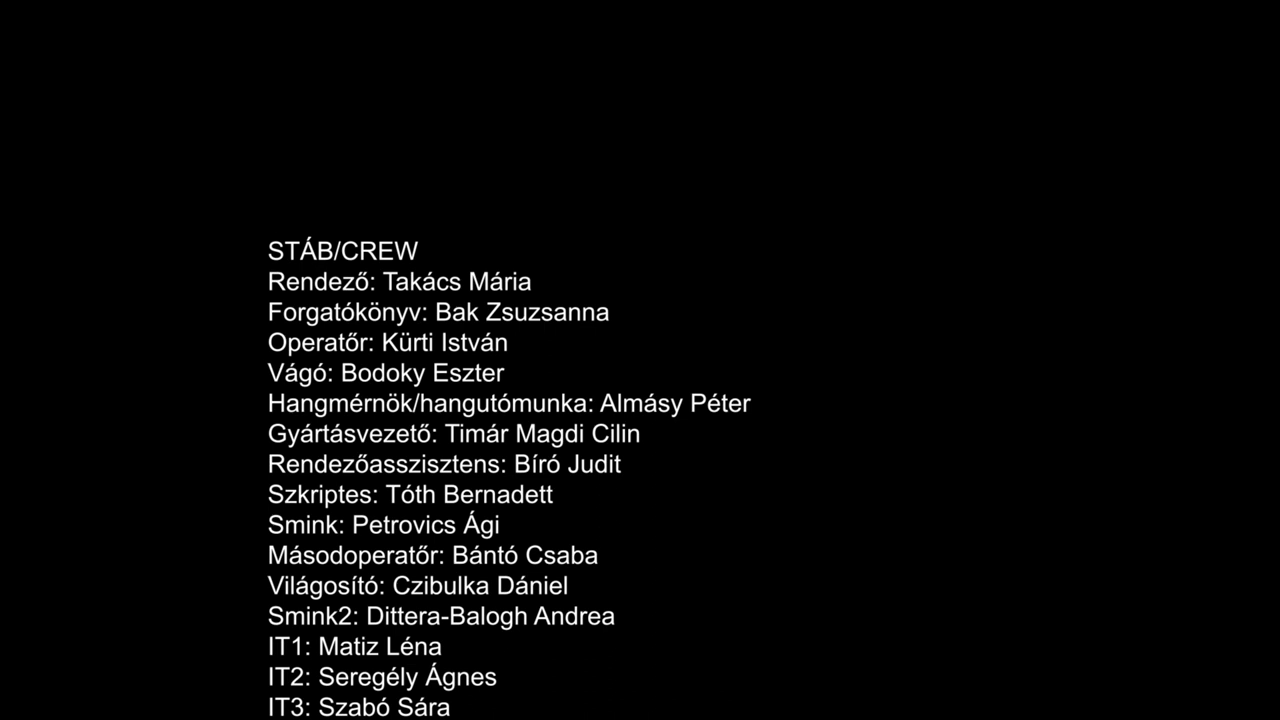 STÁB/CREW
Rendező: Takács Mária
Forgatókönyv: Bak Zsuzsanna
Operatőr: Kürti István
Vágó: Bodoky Eszter
Hangmérnök/hangutómunka: Almásy Péter
Gyártásvezető: Timár Magdi Cilin
Rendezőasszisztens: Bíró Judit
Szkriptes: Tóth Bernadett
Smink: Petrovics Ági
Másodoperatőr: Bántó Csaba
Világosító: Czibulka Dániel
Smink2: Dittera-Balogh Andrea
IT1: Matiz Léna
IT2: Seregély Ágnes
IT3: Szabó Sára